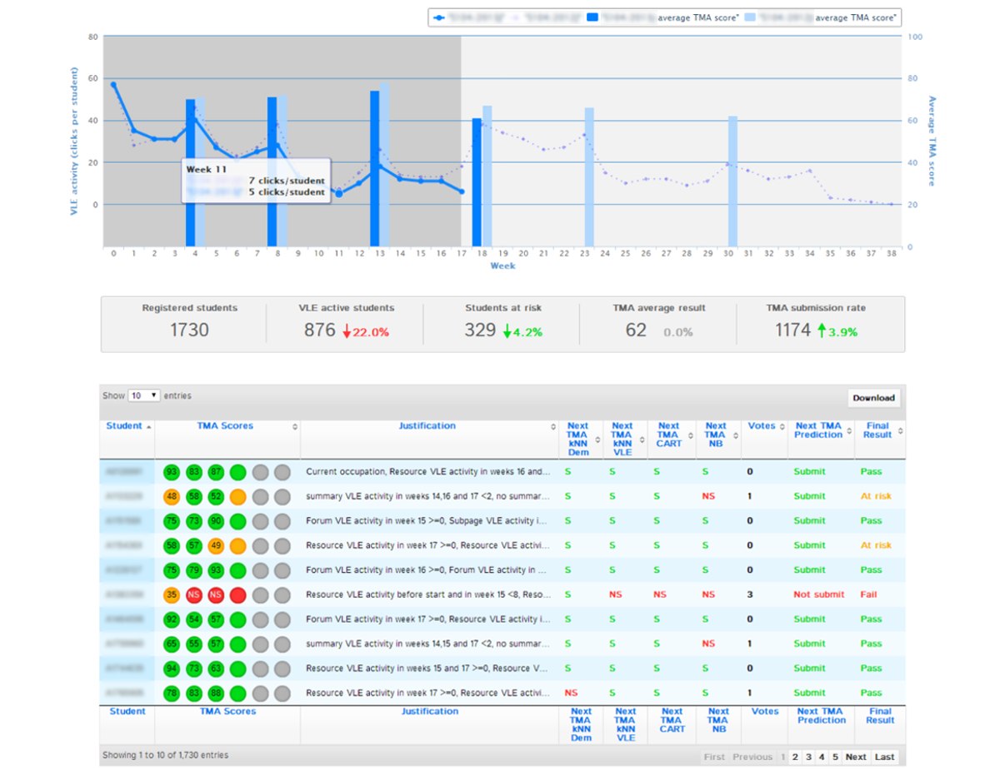 average TMA score"
average TMA score"
80
60
40
20
0
VLE activity (clicks per student)
100
80
60
40
20
0
Average TMA score
Week 11
7 clicks/student
5 clicks/student
0 1 2 3 4 5 6 7 8 9 10 11 12 13 14 15 16 17 18 19 20 21 22 23 24 25 26 27 28 29 30 31 32 33 34 35 36 37 38
Week
Registered students VLE active students Students at risk TMA average result TMA submission rate
1730 876 22.0% 329 4.2% 62 0.0% 1174 3.9%
Show 10 entries Download
Student TMA Scores Justification Next TMA kNN Dem Next TMA kNN VLE Next TMA CART Next TMA NB Votes Next TMA Prediction Final Result
93 83 87 Current occupation, Resource VLE activity in weeks 16 and... S S S S 0 Submit Pass
48 58 52 summary VLE activity in weeks 14,16 and 17 <2, no summar... S S S NS 1 Submit At risk
75 73 90 Forum VLE activity in week 15 >=0, Subpage VLE activity i... S S S S 0 Submit Pass
58 57 49 Resource VLE activity in week 17 >=0, Resource VLE activi... S S S S 0 Submit At risk
75 79 93 Forum VLE activity in week 16 >=0, Forum VLE activity in ... S S S S 0 Submit Pass
35 NS NS Resource VLE activity before start and in week 15 <8, Reso... S NS NS NS 3 Not submit Fail
92 54 57 Forum VLE activity in week 17 >=0, Resource VLE activity i... S S S S 0 Submit Pass
65 55 57 summary VLE activity in weeks 14,15 and 17 <2, no summar... S S S NS 1 Submit Pass
94 73 63 Resource VLE activity in weeks 15 and 17 >=0, Resource V... S S S S 0 Submit Pass
78 83 88 Resource VLE activity in week 17 >=0, Resource VLE activi... NS S S S 1 Submit Pass
Student TMA Scores Justification Next TMA kNN Dem Next TMA kNN VLE Next TMA CART Next TMA NB Votes Next TMA Prediction Final Result
Showing 1 to 10 of 1,730 entries First Previous 1 2 3 4 5 Next Last